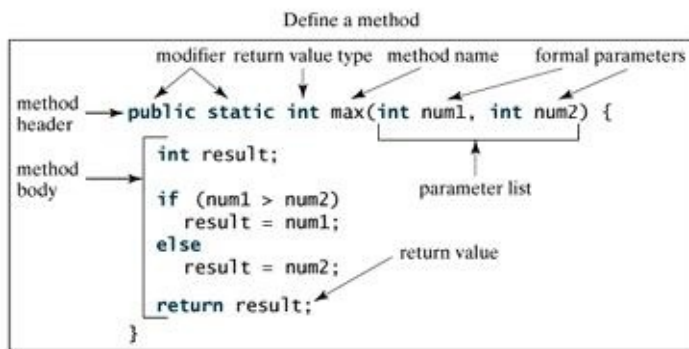 Define a method
modifier return value type method name formal parameters
method header
public static int max(int num1, int num2) {
method body
int result;
parameter list
if (num1 > num2)
result = num1;
else
result = num2;
return value
return result;
}